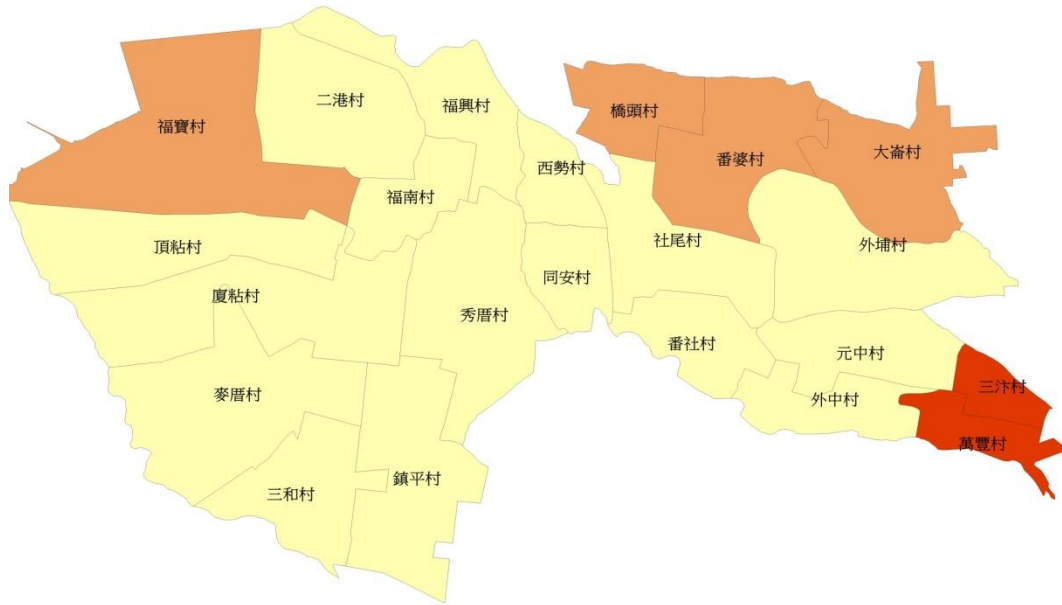 二港村
福興村
橋頭村
福寶村
大崙村
番婆村
西勢村
福南村
社尾村
外埔村
頂粘村
同安村
廈粘村
秀厝村
番社村
元中村
三汴村
麥厝村
外中村
萬豐村
鎮平村
三和村